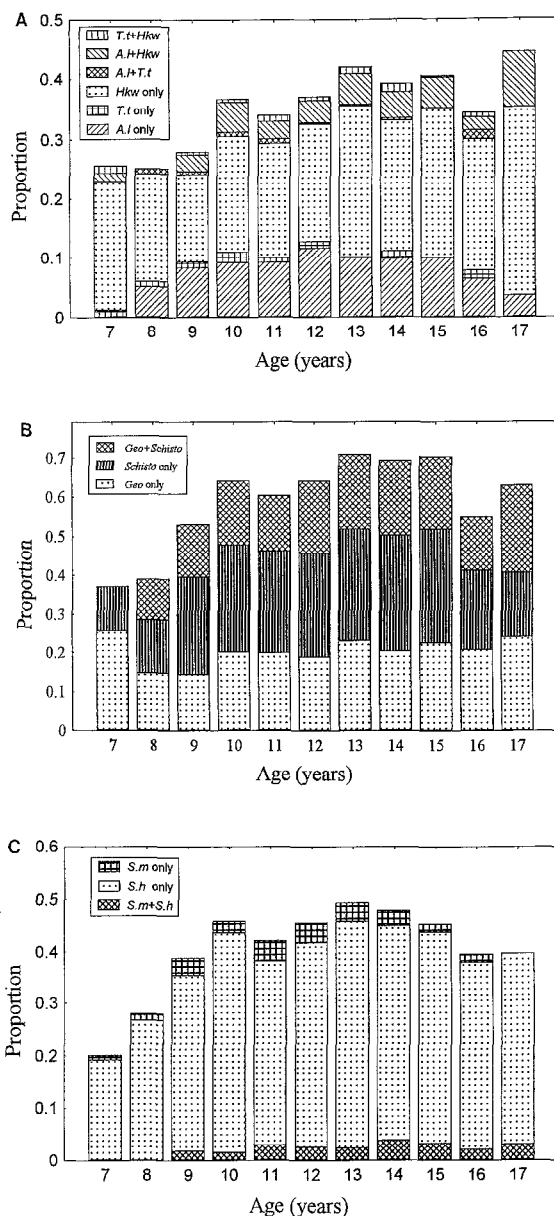 A
0.5
0.4
0.3
0.2
0.1
0
Proportion
T.t+Hkw
A.l+Hkw
A.l+T.t
Hkw only
T.t only
A.l only
7 8 9 10 11 12 13 14 15 16 17
Age (years)
B
0.7
0.6
0.5
0.4
0.3
0.2
0.1
0
Proportion
Geo+Schisto
Schisto only
Geo only
7 8 9 10 11 12 13 14 15 16 17
Age (years)
C
0.6
0.5
0.4
0.3
0.2
0.1
0
Proportion
S.m only
S.h only
S.m+S.h
7 8 9 10 11 12 13 14 15 16 17
Age (years)